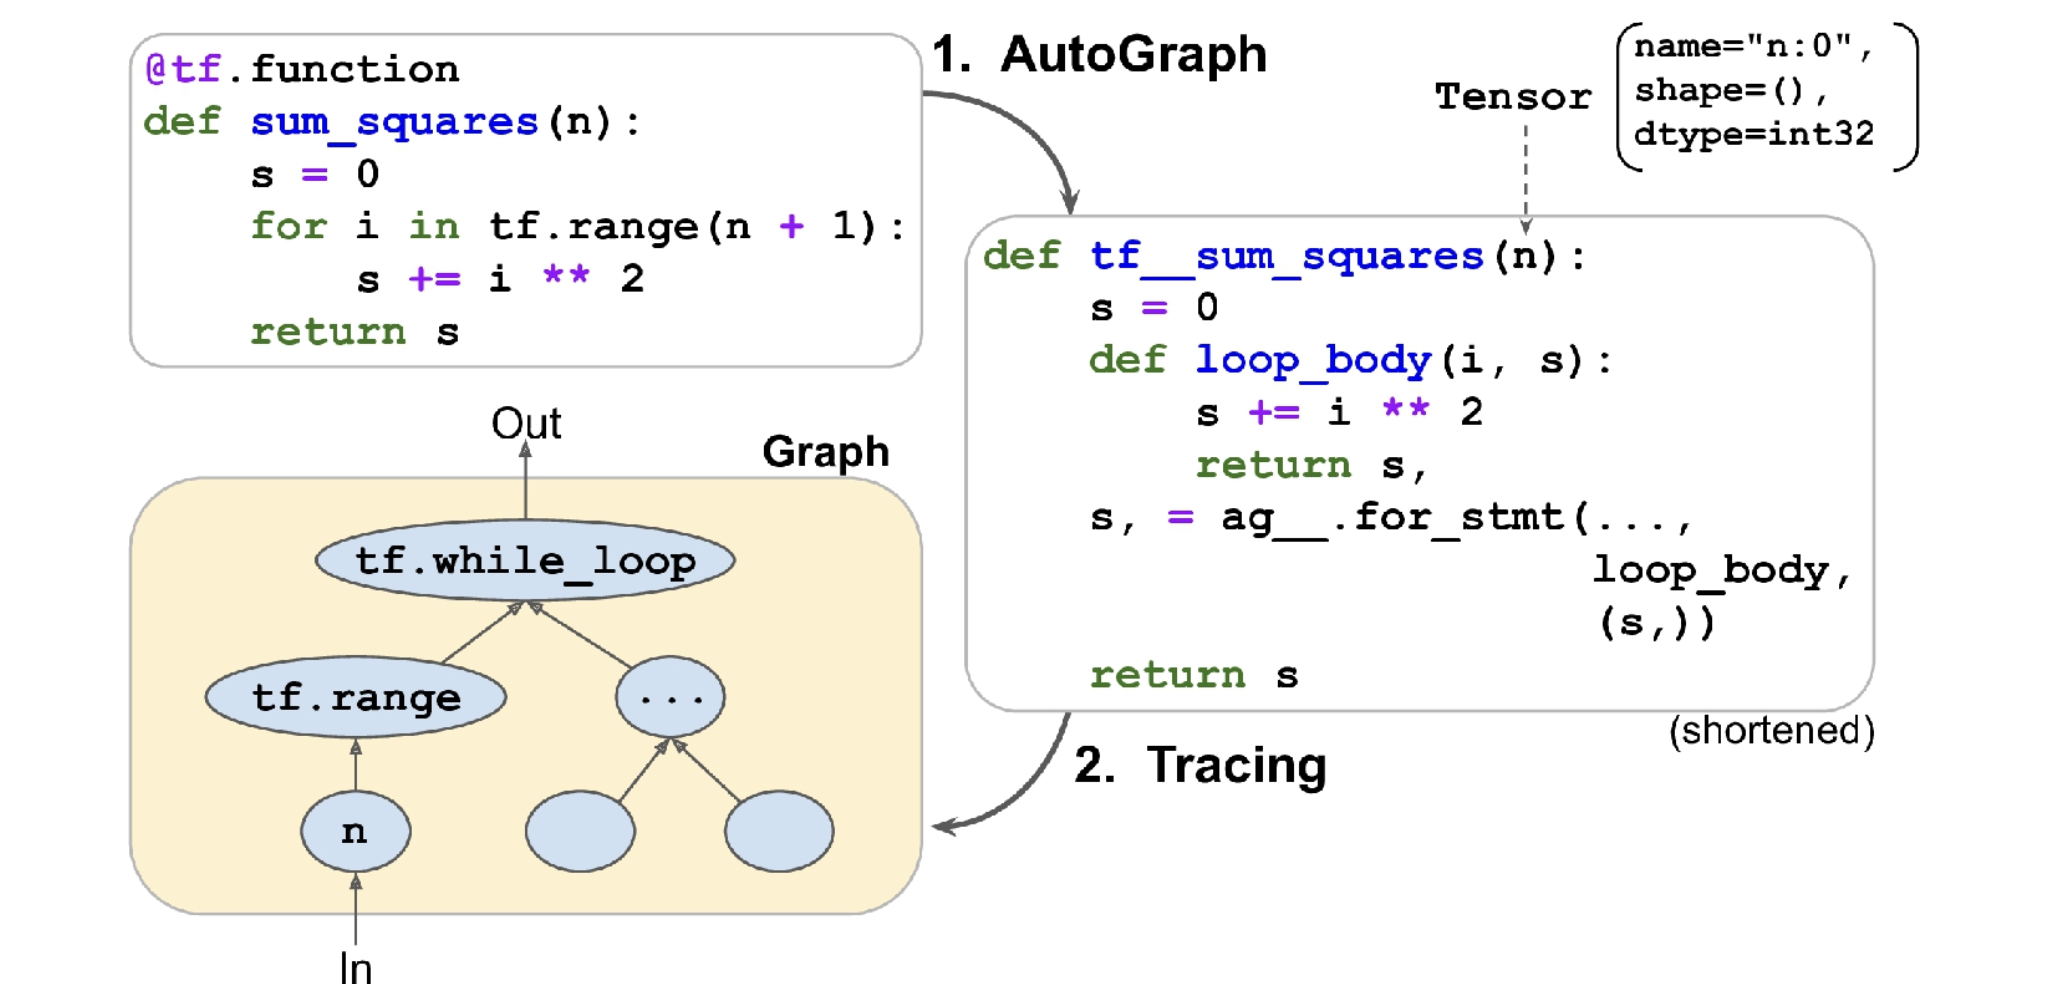 @tf.function
def sum_squares(n):
    s = 0
    for i in tf.range(n + 1):
        s += i ** 2
    return s
1. AutoGraph
Tensor
name="n:0",
shape=(),
dtype=int32
def tf__sum_squares(n):
    s = 0
    def loop_body(i, s):
        s += i ** 2
        return s,
    s, = ag__.for_stmt(...,
                       loop_body,
                       (s,))
    return s
(shortened)
2. Tracing
Graph
Out
tf.while_loop
tf.range
...
n
In